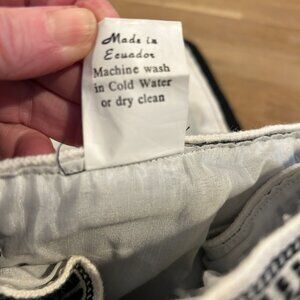 Made in
Ecuador
Machine wash
in Cold Water
or dry clean